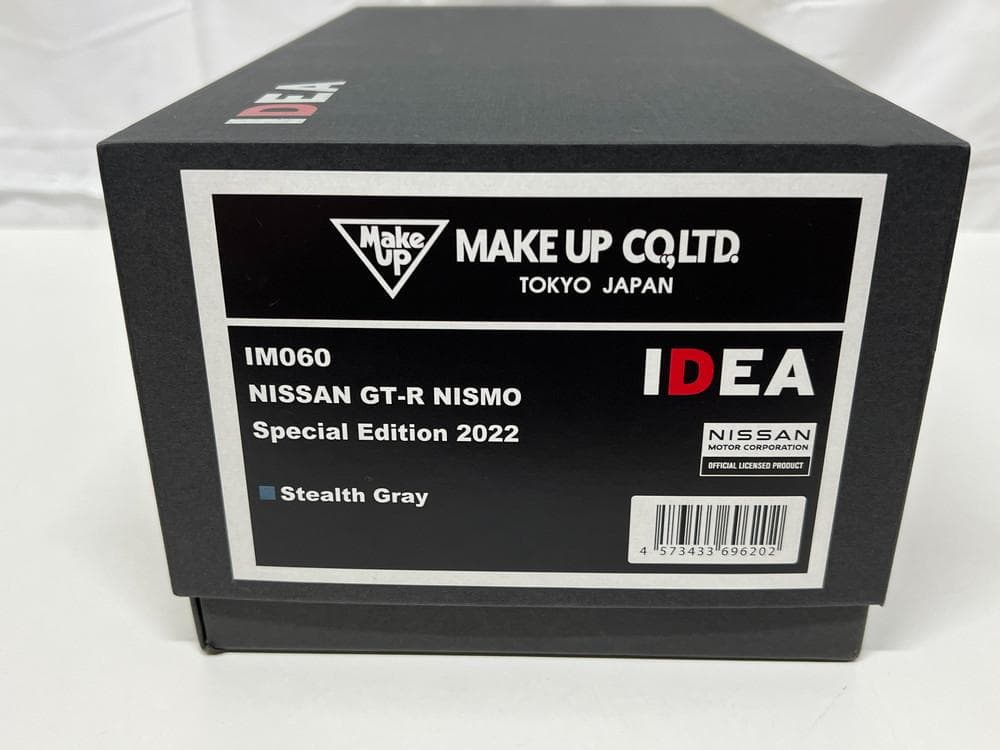 IDEA
Make
UP
MAKE UP CO.,LTD.
TOKYO JAPAN
IM060
NISSAN GT-R NISMO
Special Edition 2022
Stealth Gray
IDEA
NISSAN
MOTOR CORPORATION
OFFICIAL LICENSED PRODUCT
4 573433 696202